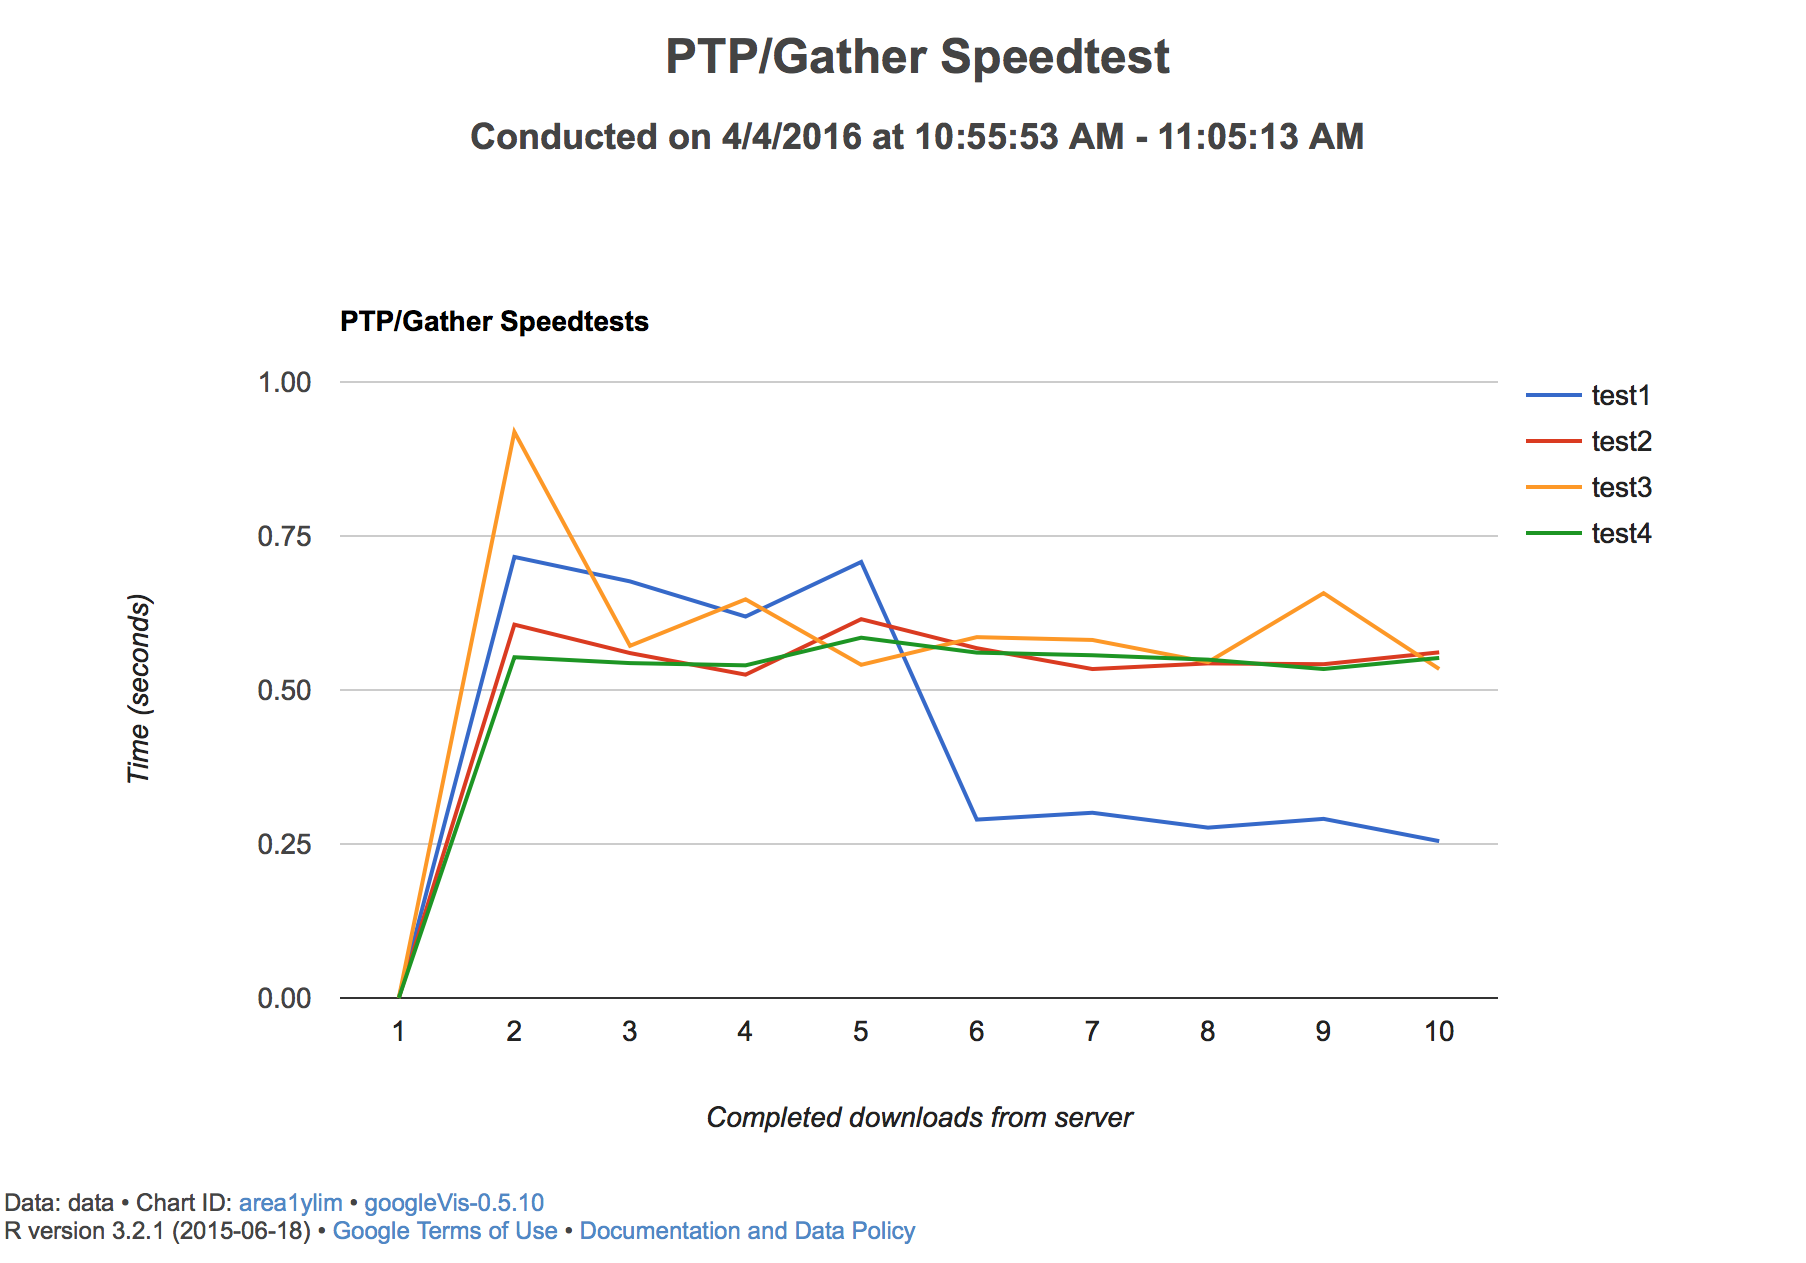 PTP/Gather Speedtest
Conducted on 4/4/2016 at 10:55:53 AM - 11:05:13 AM
PTP/Gather Speedtests
1.00
0.75
0.50
0.25
0.00
Time (seconds)
1 2 3 4 5 6 7 8 9 10
Completed downloads from server
test1
test2
test3
test4
Data: data • Chart ID: area1ylim • googleVis-0.5.10
R version 3.2.1 (2015-06-18) • Google Terms of Use • Documentation and Data Policy